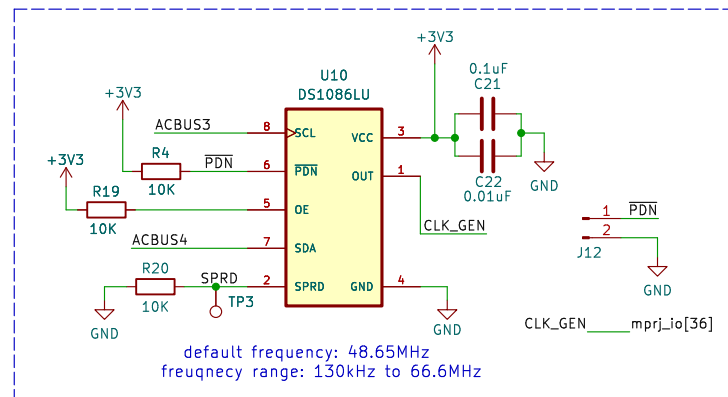 +3V3
0.1uF
C21
U10
DS1086LU
+3V3
ACBUS3
8
SCL
VCC
3
R4
PDN
6
PDN
10K
+3V3
OUT
1
C22
0.01uF
GND
R19
5
OE
10K
CLK_GEN
1
PDN
2
J12
ACBUS4
7
SDA
R20
SPRD
2
SPRD
GND
4
10K
TP3
GND
GND
GND
CLK_GEN
mprj_io[36]
default frequency: 48.65MHz
freuqnecy range: 130kHz to 66.6MHz